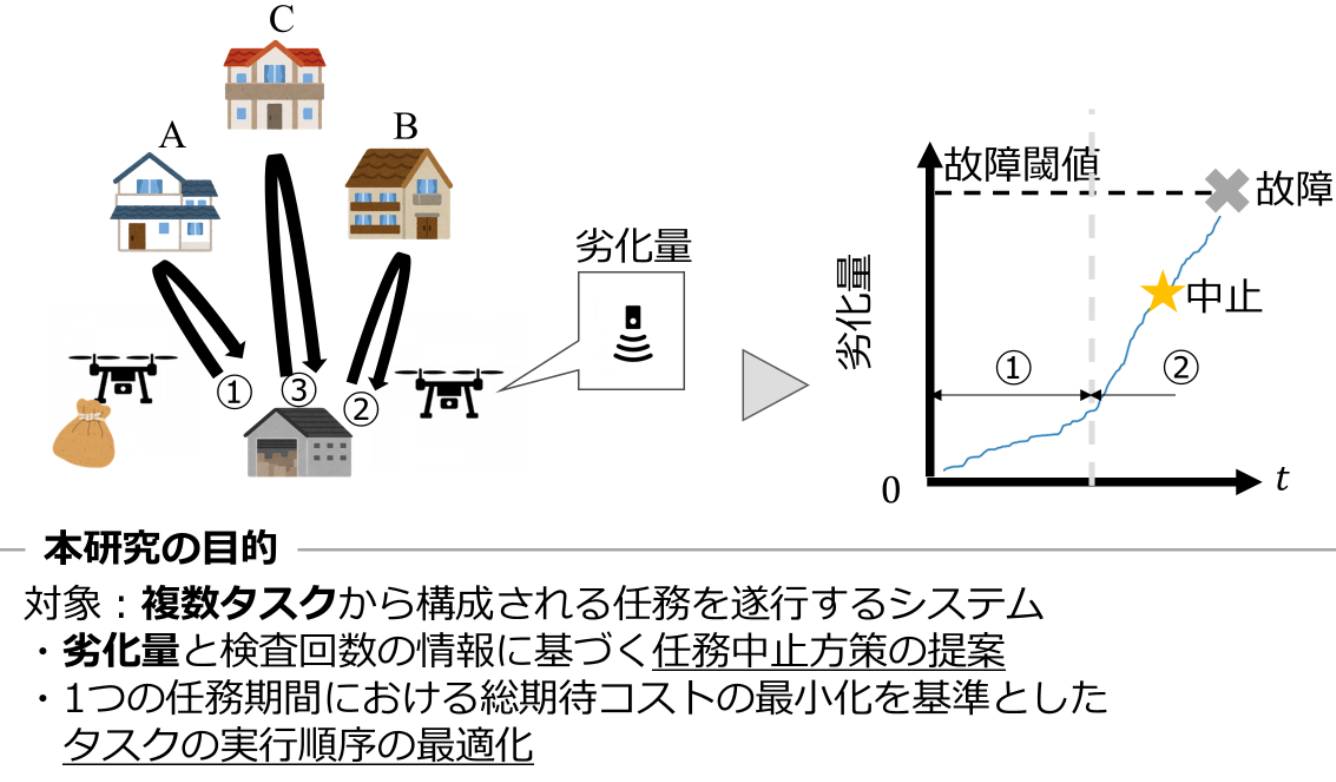 C
A
B
①
③
②
劣化量
故障閾値
故障
中止
劣化量
①
②
0
t
本研究の目的
対象：複数タスクから構成される任務を遂行するシステム
・劣化量と検査回数の情報に基づく任務中止方策の提案
・1つの任務期間における総期待コストの最小化を基準とした
タスクの実行順序の最適化